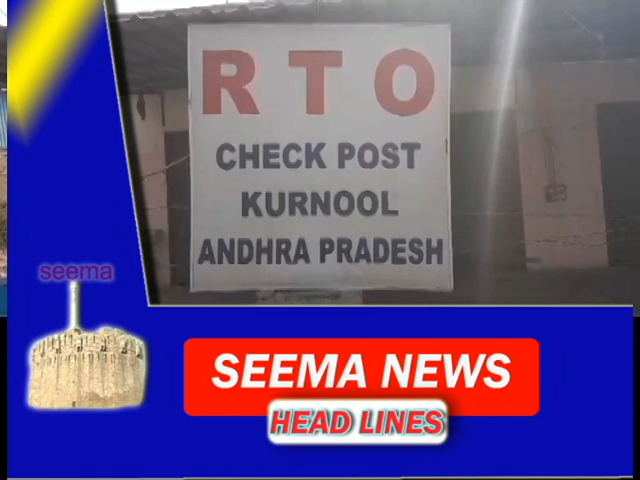 R T O
CHECK POST
KURNOOL
ANDHRA PRADESH
seema
SEEMA NEWS
HEAD LINES